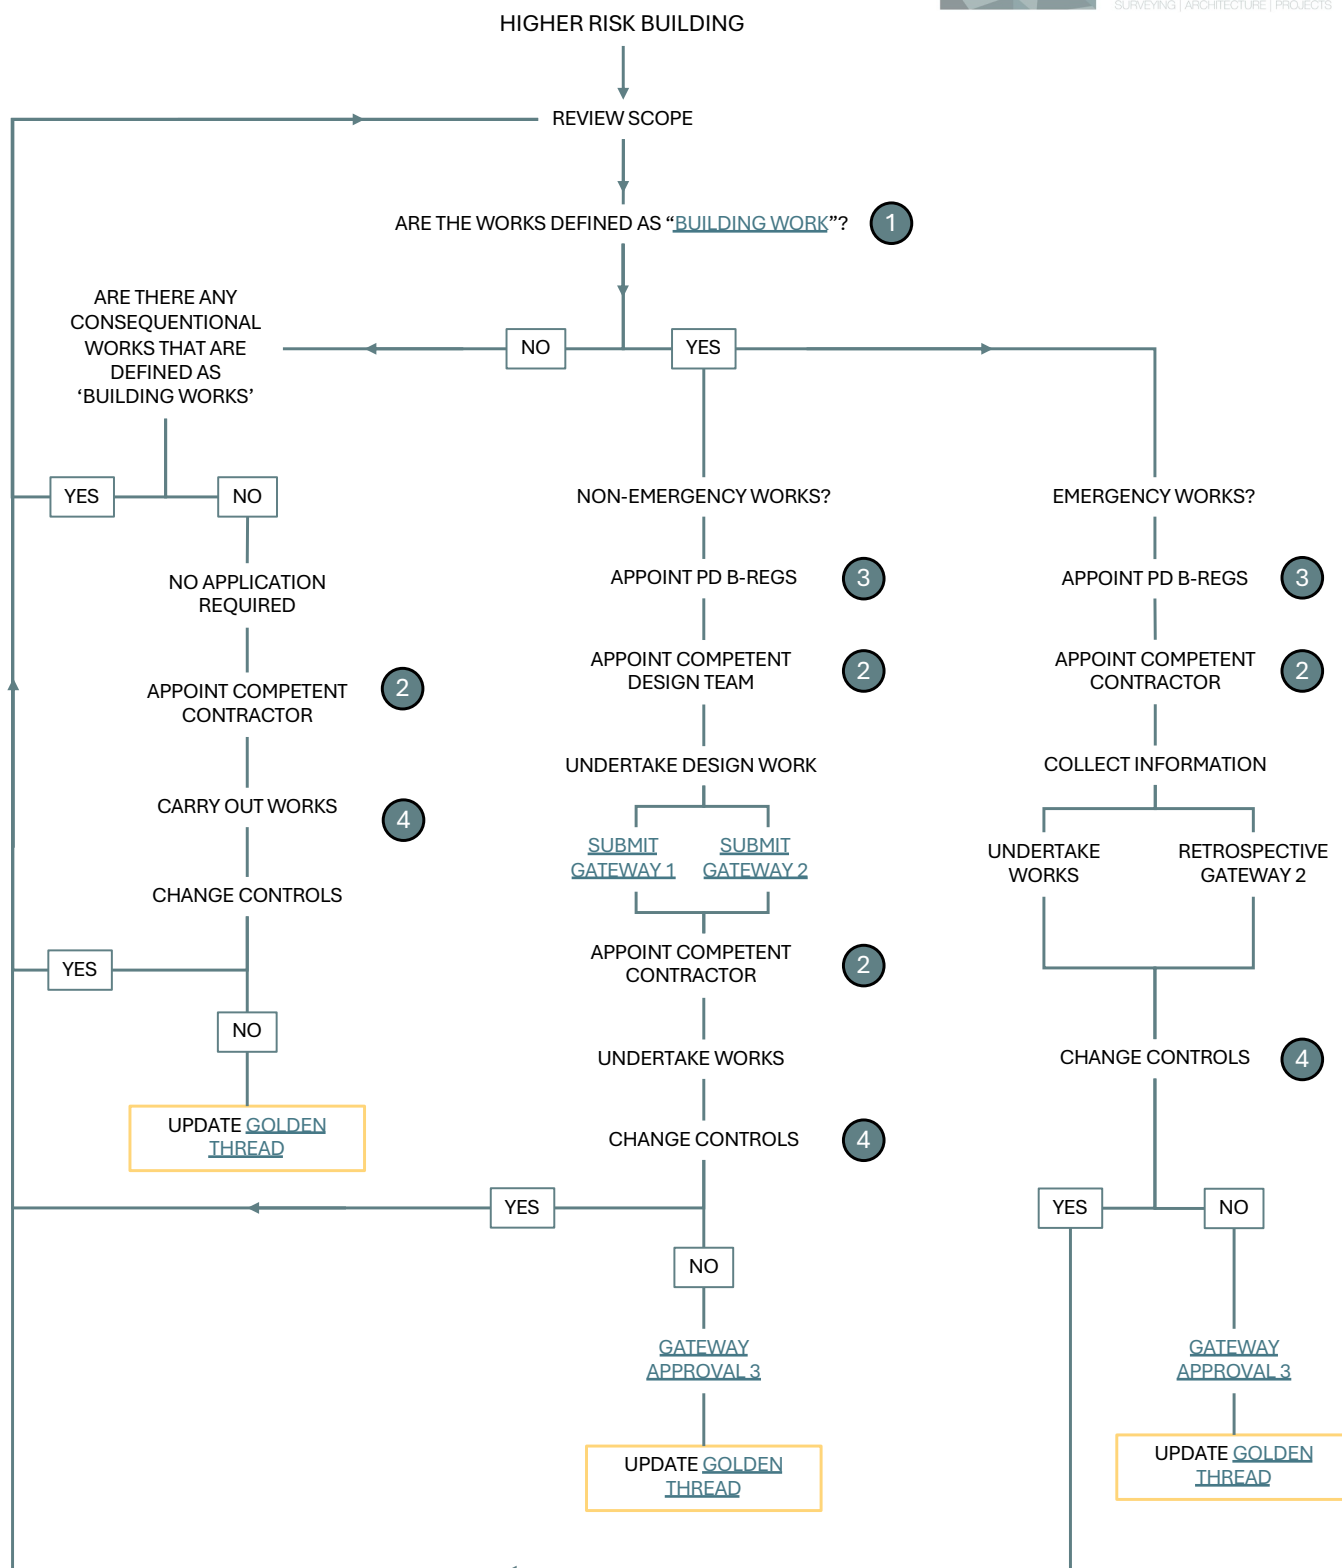 SURVEYING | ARCHITECTURE | PROJECTS
HIGHER RISK BUILDING
REVIEW SCOPE
ARE THE WORKS DEFINED AS “BUILDING WORK”?
1
NO
YES
ARE THERE ANY
CONSEQUENTIONAL
WORKS THAT ARE
DEFINED AS
‘BUILDING WORKS’
YES
NO
NO APPLICATION
REQUIRED
APPOINT COMPETENT
CONTRACTOR
2
CARRY OUT WORKS
4
CHANGE CONTROLS
YES
NO
UPDATE GOLDEN
THREAD
NON-EMERGENCY WORKS?
APPOINT PD B-REGS
3
APPOINT COMPETENT
DESIGN TEAM
2
UNDERTAKE DESIGN WORK
SUBMIT
GATEWAY 1
SUBMIT
GATEWAY 2
APPOINT COMPETENT
CONTRACTOR
2
UNDERTAKE WORKS
CHANGE CONTROLS
4
YES
NO
GATEWAY
APPROVAL 3
UPDATE GOLDEN
THREAD
EMERGENCY WORKS?
APPOINT PD B-REGS
3
APPOINT COMPETENT
CONTRACTOR
2
COLLECT INFORMATION
UNDERTAKE
WORKS
RETROSPECTIVE
GATEWAY 2
CHANGE CONTROLS
4
YES
NO
GATEWAY
APPROVAL 3
UPDATE GOLDEN
THREAD